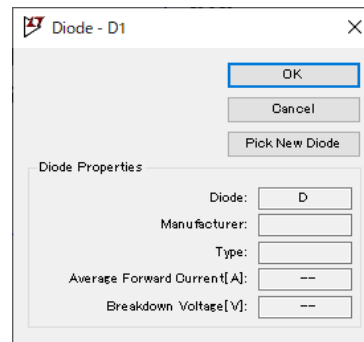 Diode - D1
OK
Cancel
Pick New Diode
Diode Properties
Diode: D
Manufacturer:
Type:
Average Forward Current[A]: --
Breakdown Voltage[V]: --